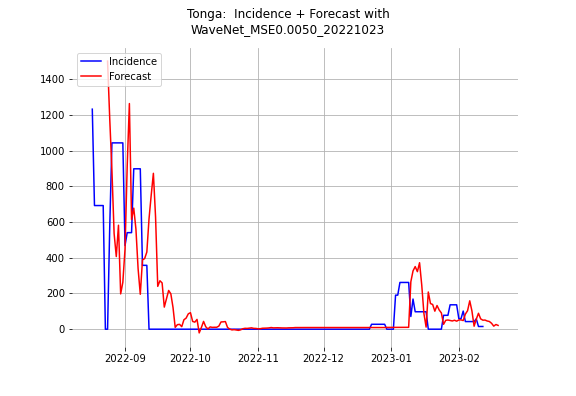 Tonga:  Incidence + Forecast with
WaveNet_MSE0.0050_20221023
Incidence
Forecast
1400
1200
1000
800
600
400
200
0
2022-09 2022-10 2022-11 2022-12 2023-01 2023-02